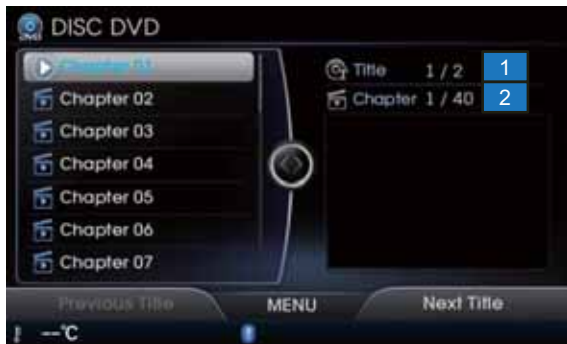 DISC DVD
Chapter 01
Title 1 / 2 1
Chapter 02
Chapter 1 / 40 2
Chapter 03
Chapter 04
Chapter 05
Chapter 06
Chapter 07
Previous Title
MENU
Next Title
--°C